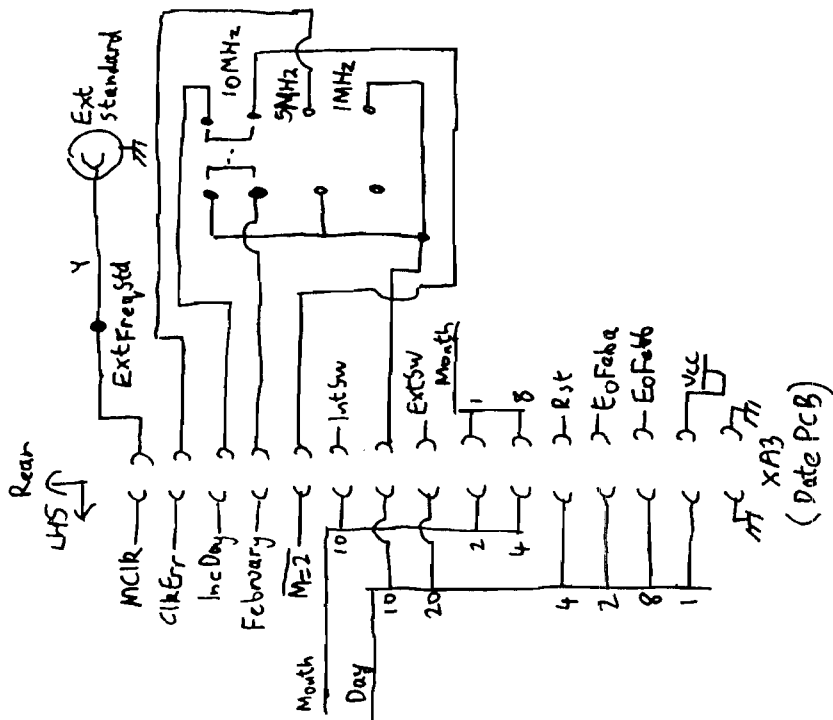 Ext
Standard
Y
ExtFreqStd
10MHz
5MHz
1MHz
Rear
LHS
MClk
ClkErr
IncDay
February
M=2
IntSw
ExtSw
Month
1
8
Rst
EoFeba
EoFebb
Vcc
10
2
4
10
20
4
2
8
1
Month
Day
XA3
(Date PCB)